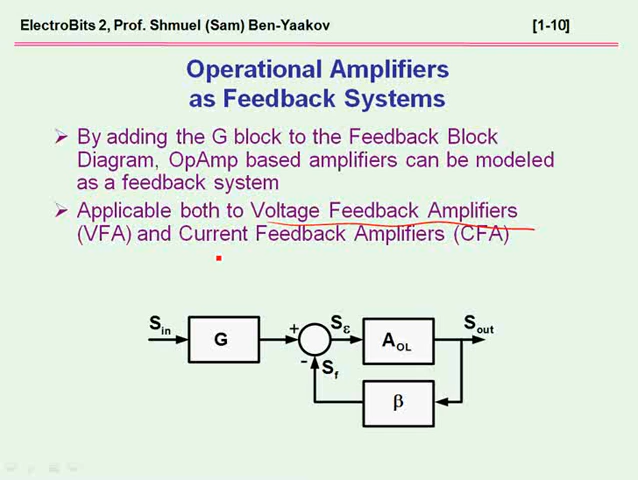 ElectroBits 2, Prof. Shmuel (Sam) Ben-Yaakov [1-10]
Operational Amplifiers
as Feedback Systems
By adding the G block to the Feedback Block
Diagram, OpAmp based amplifiers can be modeled
as a feedback system
Applicable both to Voltage Feedback Amplifiers
(VFA) and Current Feedback Amplifiers (CFA)
Sin G + Sε AOL Sout
- Sf
β